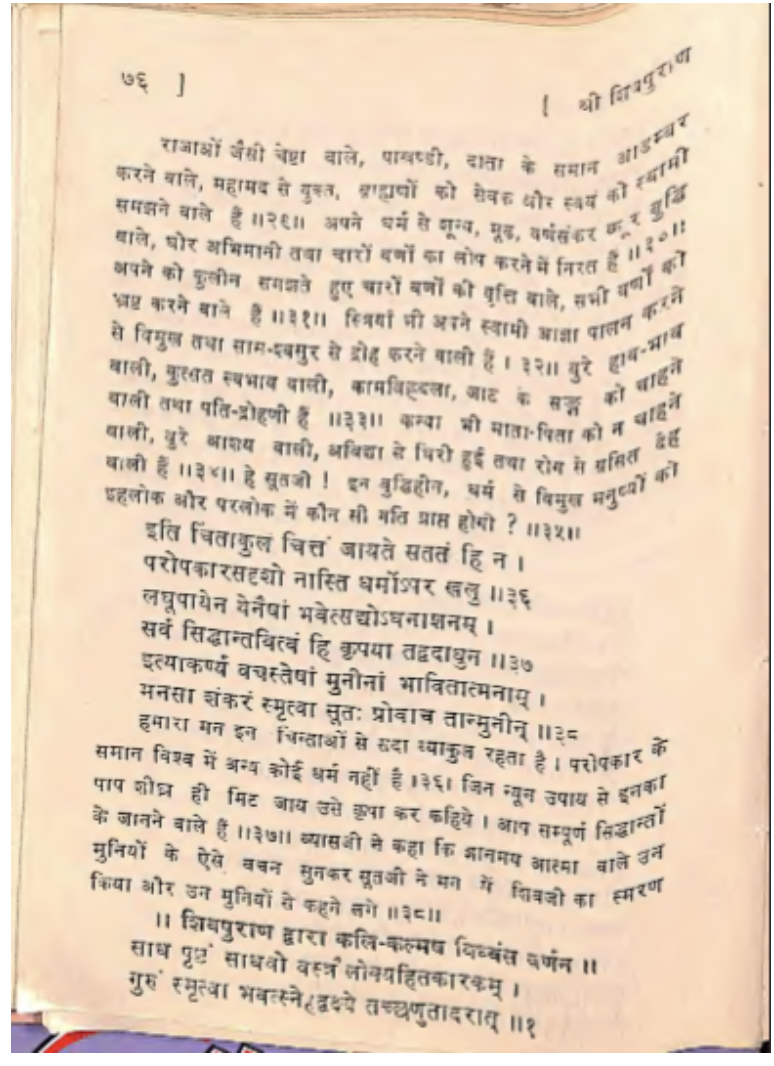 ७६ ]
[ श्री शिवपुराण
राजाओं जैसी चेष्टा वाले, पाखण्डी, दाता के समान आडम्बर
करने वाले, महामद से युक्त, ब्राह्मणों को सेवक और स्वयं को स्वामी
समझने वाले हैं ॥२९॥ अपने धर्म से शून्य, मूढ़, वर्णसंकर क्रूर बुद्धि
वाले, घोर अभिमानी तथा चारों वर्णों का लोप करने में निरत हैं ॥३०॥
अपने को कुलीन समझते हुए चारों वर्णों की वृत्ति वाले, सभी वर्णों को
भ्रष्ट करने वाले हैं ॥३१॥ स्त्रियाँ भी अपने स्वामी आज्ञा पालन करने
से विमुख तथा सास-श्वसुर से द्रोह करने वाली हैं । ३२॥ बुरे हाव-भाव
वाली, कुत्सित स्वभाव वाली, कामविह्वला, जाट के सङ्ग को चाहने
वाली तथा पति-द्रोहणी हैं ॥३३॥ कन्या भी माता-पिता को न चाहने
वाली, बुरे आशय वाली, अविद्या से घिरी हुई तथा रोग से ग्रसित देह
वाली हैं ॥३४॥ हे सूतजी ! इन बुद्धिहीन, धर्म से विमुख मनुष्यों को
इहलोक और परलोक में कौन सी गति प्राप्त होगी ? ॥३५॥
इति चिंताकुलं चित्तं जायते सततं हि न ।
परोपकारसदृशो नास्ति धर्मोऽपर खलु ॥३६
लघूपायेन येनैषां भवेत्सद्योऽघनाशनम् ।
सर्व सिद्धान्तवित्वं हि कृपया तद्वदाधुन ॥३७
इत्याकर्ण्य वचस्तेषां मुनीनां भावितात्मनाम् ।
मनसा शंकरं स्मृत्वा सूतः प्रोवाच तान्मुनीन् ॥३८
हमारा मन इन चिन्ताओं से सदा व्याकुल रहता है । परोपकार के
समान विश्व में अन्य कोई धर्म नहीं है ।३६। जिन न्यून उपाय से इनका
पाप शीघ्र ही मिट जाय उसे कृपा कर कहिये । आप सम्पूर्ण सिद्धान्तों
के जानने वाले हैं ॥३७॥ व्यासजी ने कहा कि ज्ञानमय आत्मा वाले उन
मुनियों के ऐसे वचन सुनकर सूतजी ने मन में शिवजी का स्मरण
किया और उन मुनियों से कहने लगे ॥३८॥
॥ शिवपुराण द्वारा कलि-कल्मष विध्वंस वर्णन ॥
साध पृष्टं साधवो लोक्यहितकारकम् ।
गुरुं स्मृत्वा तच्छृणुतादरात् ॥१